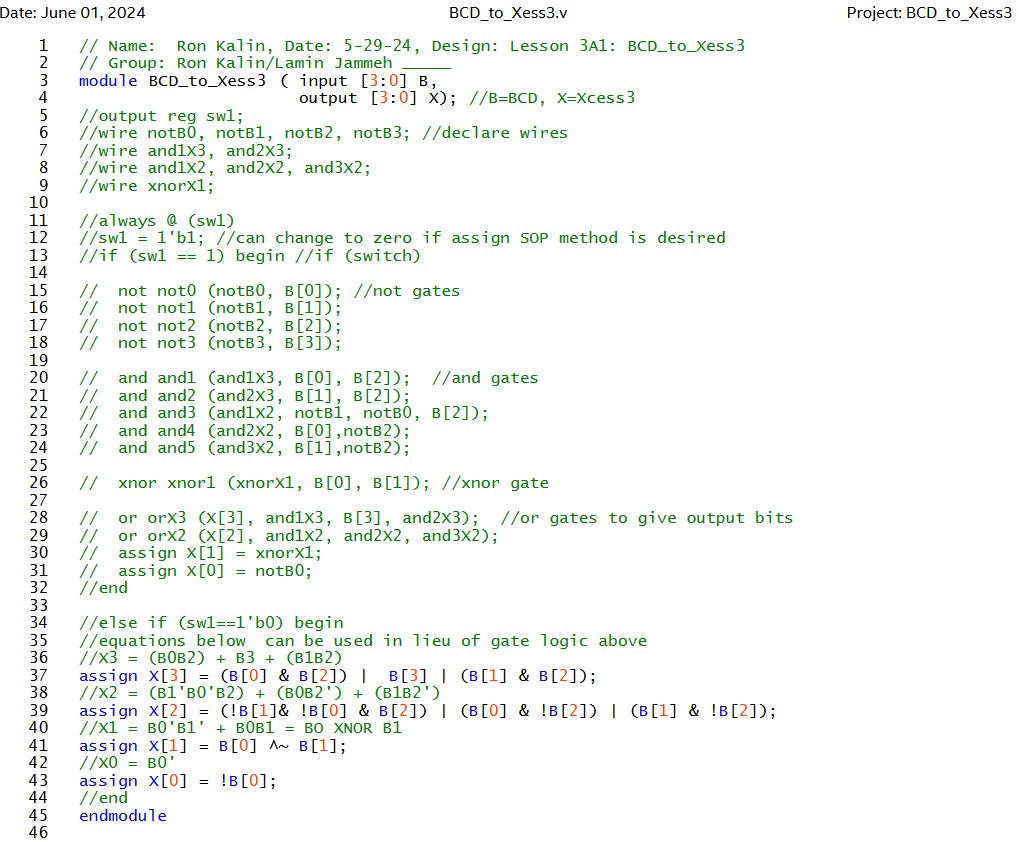 Date: June 01, 2024 BCD_to_Xess3.v Project: BCD_to_Xess3
1 // Name:  Ron Kalin, Date: 5-29-24, Design: Lesson 3A1: BCD_to_Xess3
2 // Group: Ron Kalin/Lamin Jammeh _____
3 module BCD_to_Xess3 ( input [3:0] B,
4                       output [3:0] X); //B=BCD, X=Xcess3
5 //output reg sw1;
6 //wire notB0, notB1, notB2, notB3; //declare wires
7 //wire and1X3, and2X3;
8 //wire and1X2, and2X2, and3X2;
9 //wire xnorX1;
10
11 //always @ (sw1)
12 //sw1 = 1'b1; //can change to zero if assign SOP method is desired
13 //if (sw1 == 1) begin //if (switch)
14
15 //  not not0 (notB0, B[0]); //not gates
16 //  not not1 (notB1, B[1]);
17 //  not not2 (notB2, B[2]);
18 //  not not3 (notB3, B[3]);
19
20 //  and and1 (and1X3, B[0], B[2]);  //and gates
21 //  and and2 (and2X3, B[1], B[2]);
22 //  and and3 (and1X2, notB1, notB0, B[2]);
23 //  and and4 (and2X2, B[0],notB2);
24 //  and and5 (and3X2, B[1],notB2);
25
26 //  xnor xnor1 (xnorX1, B[0], B[1]); //xnor gate
27
28 //  or orX3 (X[3], and1X3, B[3], and2X3);  //or gates to give output bits
29 //  or orX2 (X[2], and1X2, and2X2, and3X2);
30 //  assign X[1] = xnorX1;
31 //  assign X[0] = notB0;
32 //end
33
34 //else if (sw1==1'b0) begin
35 //equations below  can be used in lieu of gate logic above
36 //X3 = (B0B2) + B3 + (B1B2)
37 assign X[3] = (B[0] & B[2]) |  B[3] | (B[1] & B[2]);
38 //X2 = (B1'B0'B2) + (B0B2') + (B1B2')
39 assign X[2] = (!B[1]& !B[0] & B[2]) | (B[0] & !B[2]) | (B[1] & !B[2]);
40 //X1 = B0'B1' + B0B1 = BO XNOR B1
41 assign X[1] = B[0] ^~ B[1];
42 //X0 = B0'
43 assign X[0] = !B[0];
44 //end
45 endmodule
46